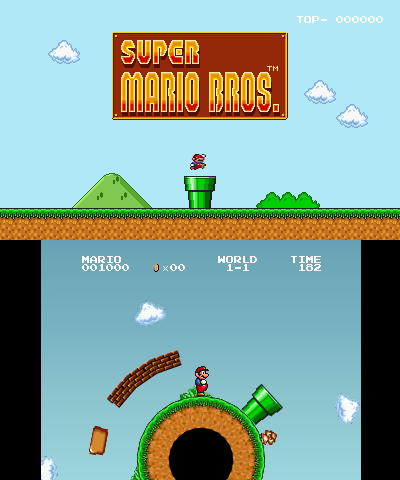 TOP- 000000
SUPER
MARIO BROS.
TM
MARIO WORLD TIME
001000 ×00 1-1 182